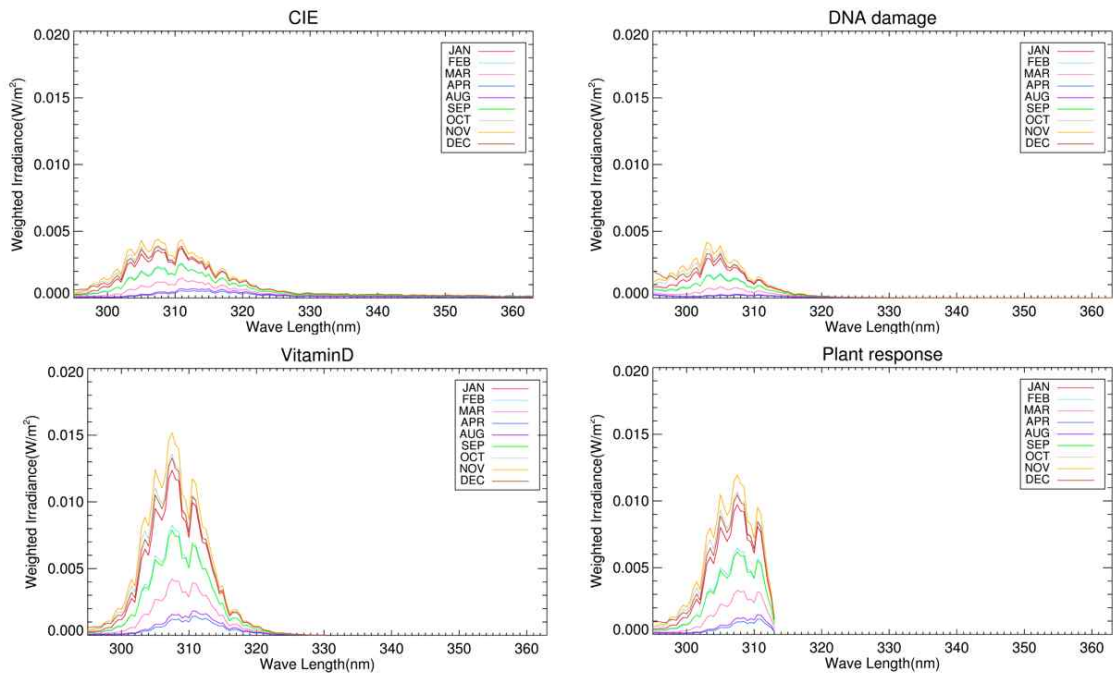 CIE
0.020
0.015
0.010
0.005
0.000
Weighted Irradiance(W/m²)
300
310
320
330
340
350
360
Wave Length(nm)
JAN
FEB
MAR
APR
AUG
SEP
OCT
NOV
DEC
DNA damage
0.020
0.015
0.010
0.005
0.000
Weighted Irradiance(W/m²)
300
310
320
330
340
350
360
Wave Length(nm)
JAN
FEB
MAR
APR
AUG
SEP
OCT
NOV
DEC
VitaminD
0.020
0.015
0.010
0.005
0.000
Weighted Irradiance(W/m²)
300
310
320
330
340
350
360
Wave Length(nm)
JAN
FEB
MAR
APR
AUG
SEP
OCT
NOV
DEC
Plant response
0.020
0.015
0.010
0.005
0.000
Weighted Irradiance(W/m²)
300
310
320
330
340
350
360
Wave Length(nm)
JAN
FEB
MAR
APR
AUG
SEP
OCT
NOV
DEC